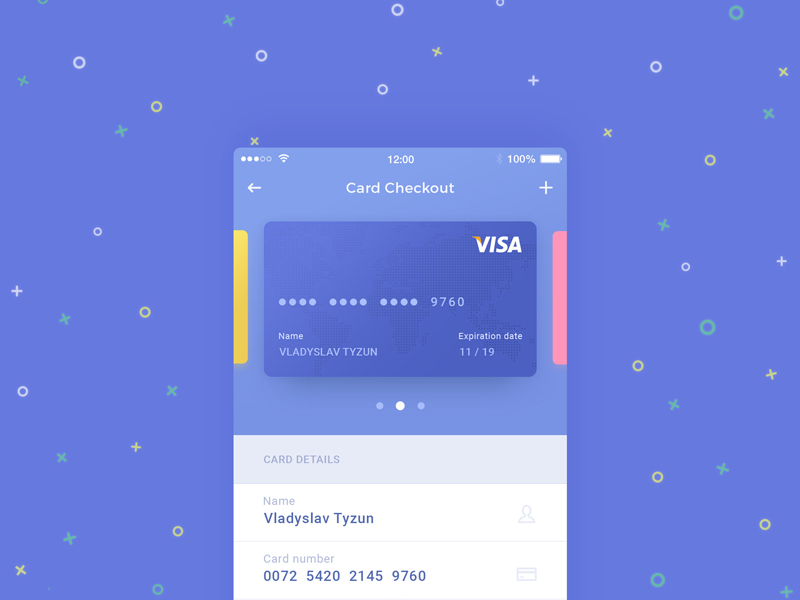 12:00
100%
Card Checkout
VISA
9760
Name Expiration date
VLADYSLAV TYZUN 11 / 19
CARD DETAILS
Name
Vladyslav Tyzun
Card number
0072 5420 2145 9760